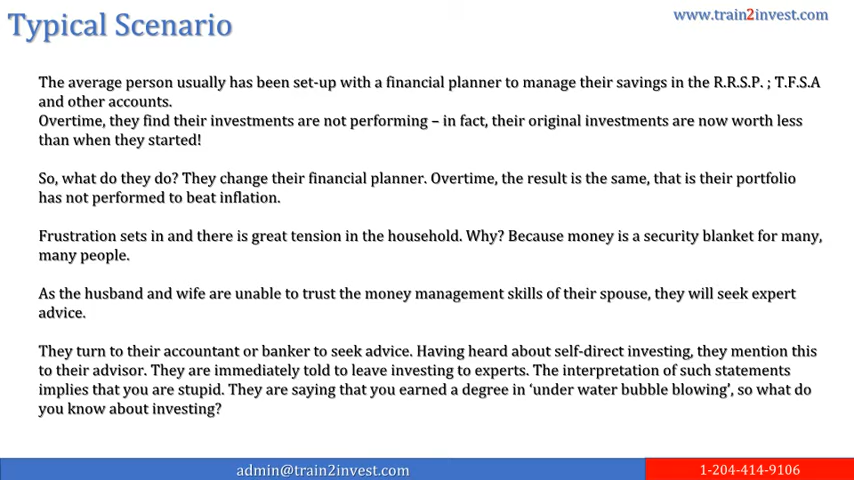 Typical Scenario
www.train2invest.com
The average person usually has been set-up with a financial planner to manage their savings in the R.R.S.P. ; T.F.S.A
and other accounts.
Overtime, they find their investments are not performing – in fact, their original investments are now worth less
than when they started!
So, what do they do? They change their financial planner. Overtime, the result is the same, that is their portfolio
has not performed to beat inflation.
Frustration sets in and there is great tension in the household. Why? Because money is a security blanket for many,
many people.
As the husband and wife are unable to trust the money management skills of their spouse, they will seek expert
advice.
They turn to their accountant or banker to seek advice. Having heard about self-direct investing, they mention this
to their advisor. They are immediately told to leave investing to experts. The interpretation of such statements
implies that you are stupid. They are saying that you earned a degree in ‘under water bubble blowing’, so what do
you know about investing?
admin@train2invest.com
1-204-414-9106